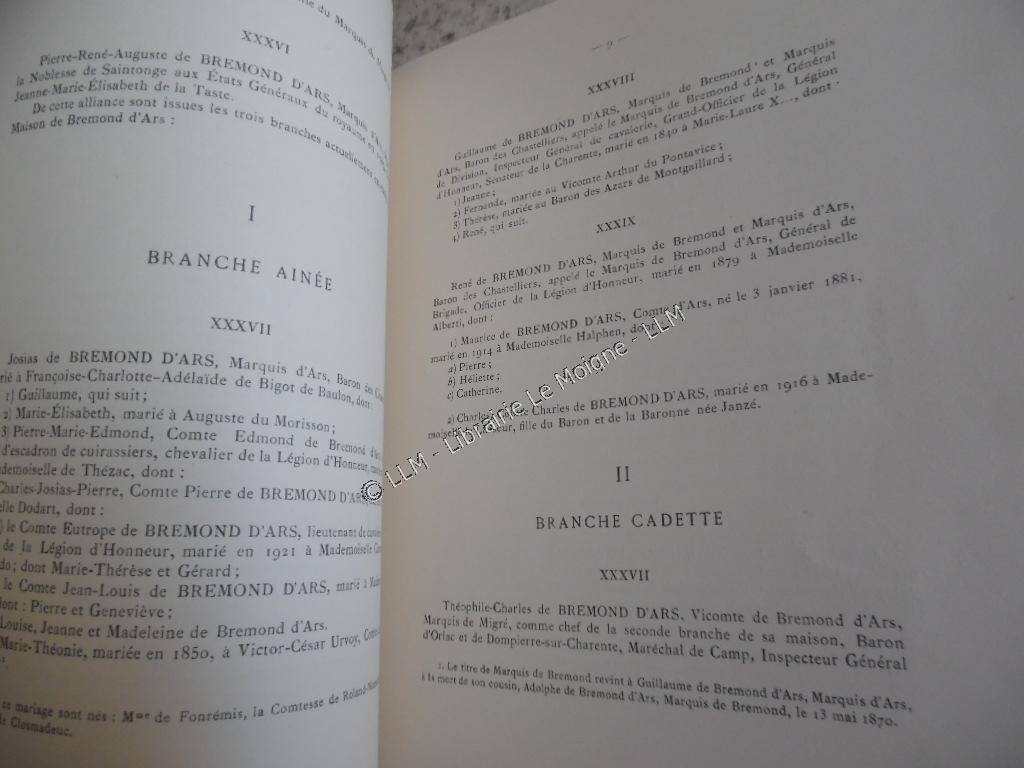 ie du Marquis du
XXXVI
Pierre-René-Auguste de BREMOND D'ARS, Marquis d'A
la Noblesse de Saintonge aux États Généraux du royaume en
Jeanne-Marie-Élisabeth de la Taste.
De cette alliance sont issues les trois branches actuellement
Maison de Bremond d'Ars :
I
BRANCHE AINÉE
XXXVII
Josias de BREMOND D'ARS, Marquis d'Ars, Baron des
rié à Françoise-Charlotte-Adélaïde de Bigot de Baulon, dont :
1) Guillaume, qui suit ;
2) Marie-Élisabeth, marié à Auguste du Morisson ;
3) Pierre-Marie-Edmond, Comte Edmond de Bremond d'
d'escadron de cuirassiers, chevalier de la Légion d'Honneur,
ademoiselle de Thézac, dont :
Charles-Josias-Pierre, Comte Pierre de BREMOND D'ARS
elle Dodart, dont :
) le Comte Eutrope de BREMOND D'ARS, lieutenant de
de la Légion d'Honneur, marié en 1921 à Mademoiselle
do ; dont Marie-Thérèse et Gérard ;
le Comte Jean-Louis de BREMOND D'ARS, marié à
dont : Pierre et Geneviève ;
Louise, Jeanne et Madeleine de Bremond d'Ars.
Marie-Théonie, mariée en 1850, à Victor-César Urvoy,
ce mariage sont nés : Mme de Fonrémis, la Comtesse de Roland-
de Closmadeuc.
— 9 —
XXXVIII
Guillaume de BREMOND D'ARS, Marquis de Bremond 1 et Marquis
d'Ars, Baron des Chastelliers, appelé le Marquis de Bremond d'Ars, Général
de Division, Inspecteur Général de cavalerie, Grand-Officier de la Légion
d'Honneur, Sénateur de la Charente, marié en 1840 à Marie-Laure X..., dont :
1) Jeanne ;
2) Fernande, mariée au Vicomte Arthur du Pontavice ;
3) Thérèse, mariée au Baron des Azars de Montgaillard ;
4) René, qui suit.
XXXIX
René de BREMOND D'ARS, Marquis de Bremond et Marquis d'Ars,
Baron des Chastelliers, appelé le Marquis de Bremond d'Ars, Général de
Brigade, Officier de la Légion d'Honneur, marié en 1879 à Mademoiselle
Alberti, dont :
1) Maurice de BREMOND D'ARS, Comte d'Ars, né le 3 janvier 1881,
marié en 1914 à Mademoiselle Halphen, dont
a) Pierre ;
b) Héliette ;
c) Catherine.
2) Charles, Charles de BREMOND D'ARS, marié en 1916 à Made-
moiselle fille du Baron et de la Baronne née Janzé.
© LLM - Librairie Le Moigne - LLM
II
BRANCHE CADETTE
XXXVII
Théophile-Charles de BREMOND D'ARS, Vicomte de Bremond d'Ars,
Marquis de Migré, comme chef de la seconde branche de sa maison, Baron
d'Orlac et de Dompierre-sur-Charente, Maréchal de Camp, Inspecteur Général
1. Le titre de Marquis de Bremond revint à Guillaume de Bremond d'Ars, Marquis d'Ars,
à la mort de son cousin, Adolphe de Bremond d'Ars, Marquis de Bremond, le 13 mai 1870.